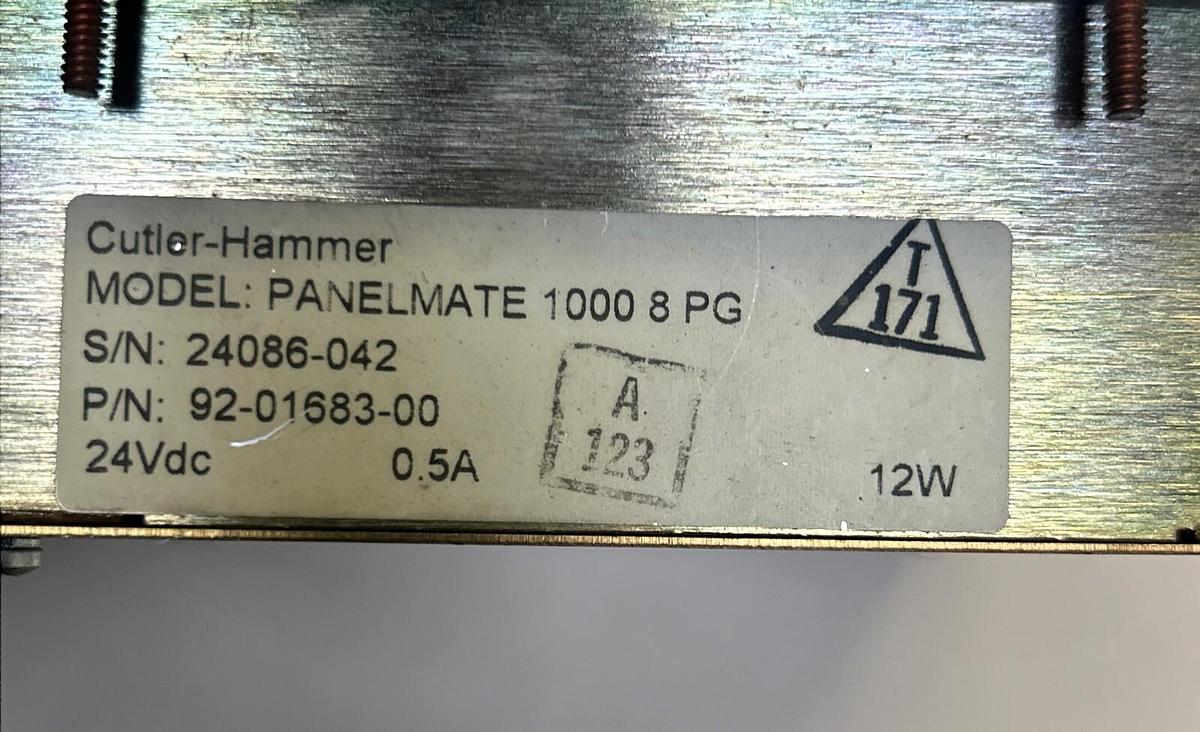 Cutler-Hammer
MODEL: PANELMATE 1000 8 PG
S/N: 24086-042
P/N: 92-01683-00
24Vdc 0.5A 12W
T
171
A
123